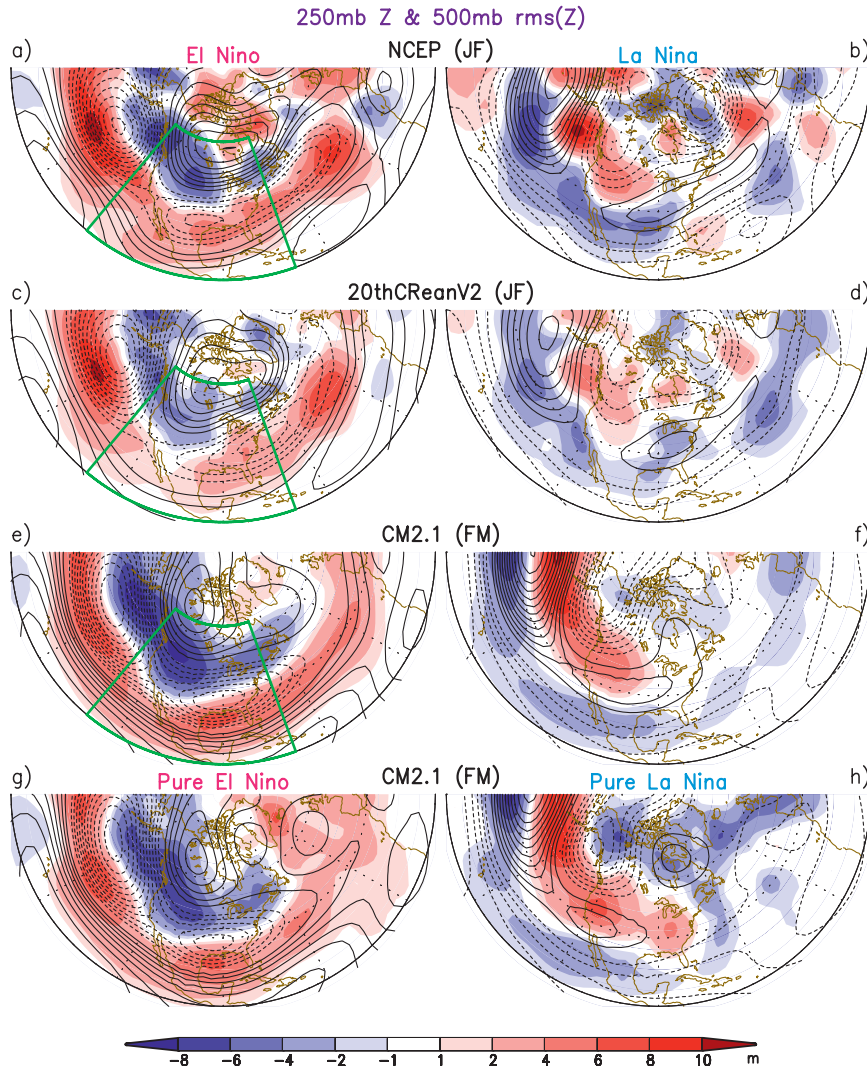 250mb Z & 500mb rms(Z)
a) El Nino NCEP (JF) La Nina b)
c) 20thCReanV2 (JF) d)
e) CM2.1 (FM) f)
g) Pure El Nino CM2.1 (FM) Pure La Nina h)
-8 -6 -4 -2 -1 1 2 4 6 8 10 m